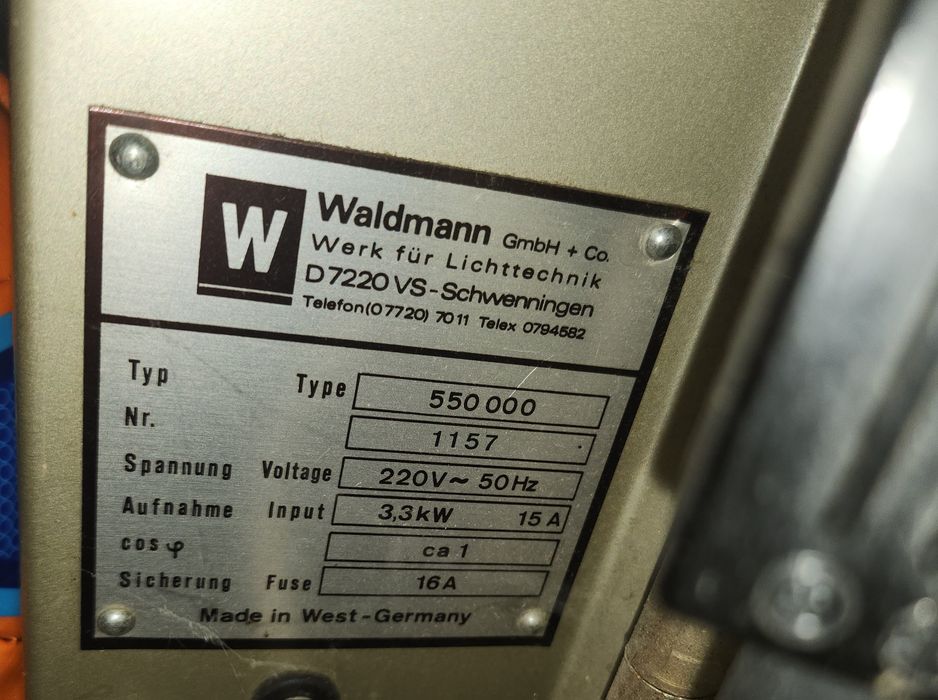 W
Waldmann GmbH + Co.
Werk für Lichttechnik
D7220 VS-Schwenningen
Telefon(07720) 7011 Telex 0794582
Typ Type 550 000
Nr. 1157
Spannung Voltage 220V~ 50Hz
Aufnahme Input 3,3kW 15 A
cos φ ca 1
Sicherung Fuse 16A
Made in West-Germany